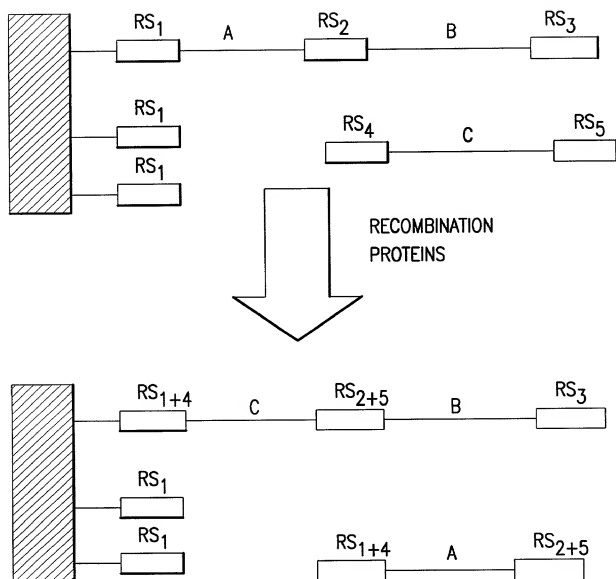 RS₁ A RS₂ B RS₃
RS₁
RS₄ C RS₅
RS₁
RECOMBINATION
PROTEINS
RS₁₊₄ C RS₂₊₅ B RS₃
RS₁
RS₁
RS₁₊₄ A RS₂₊₅